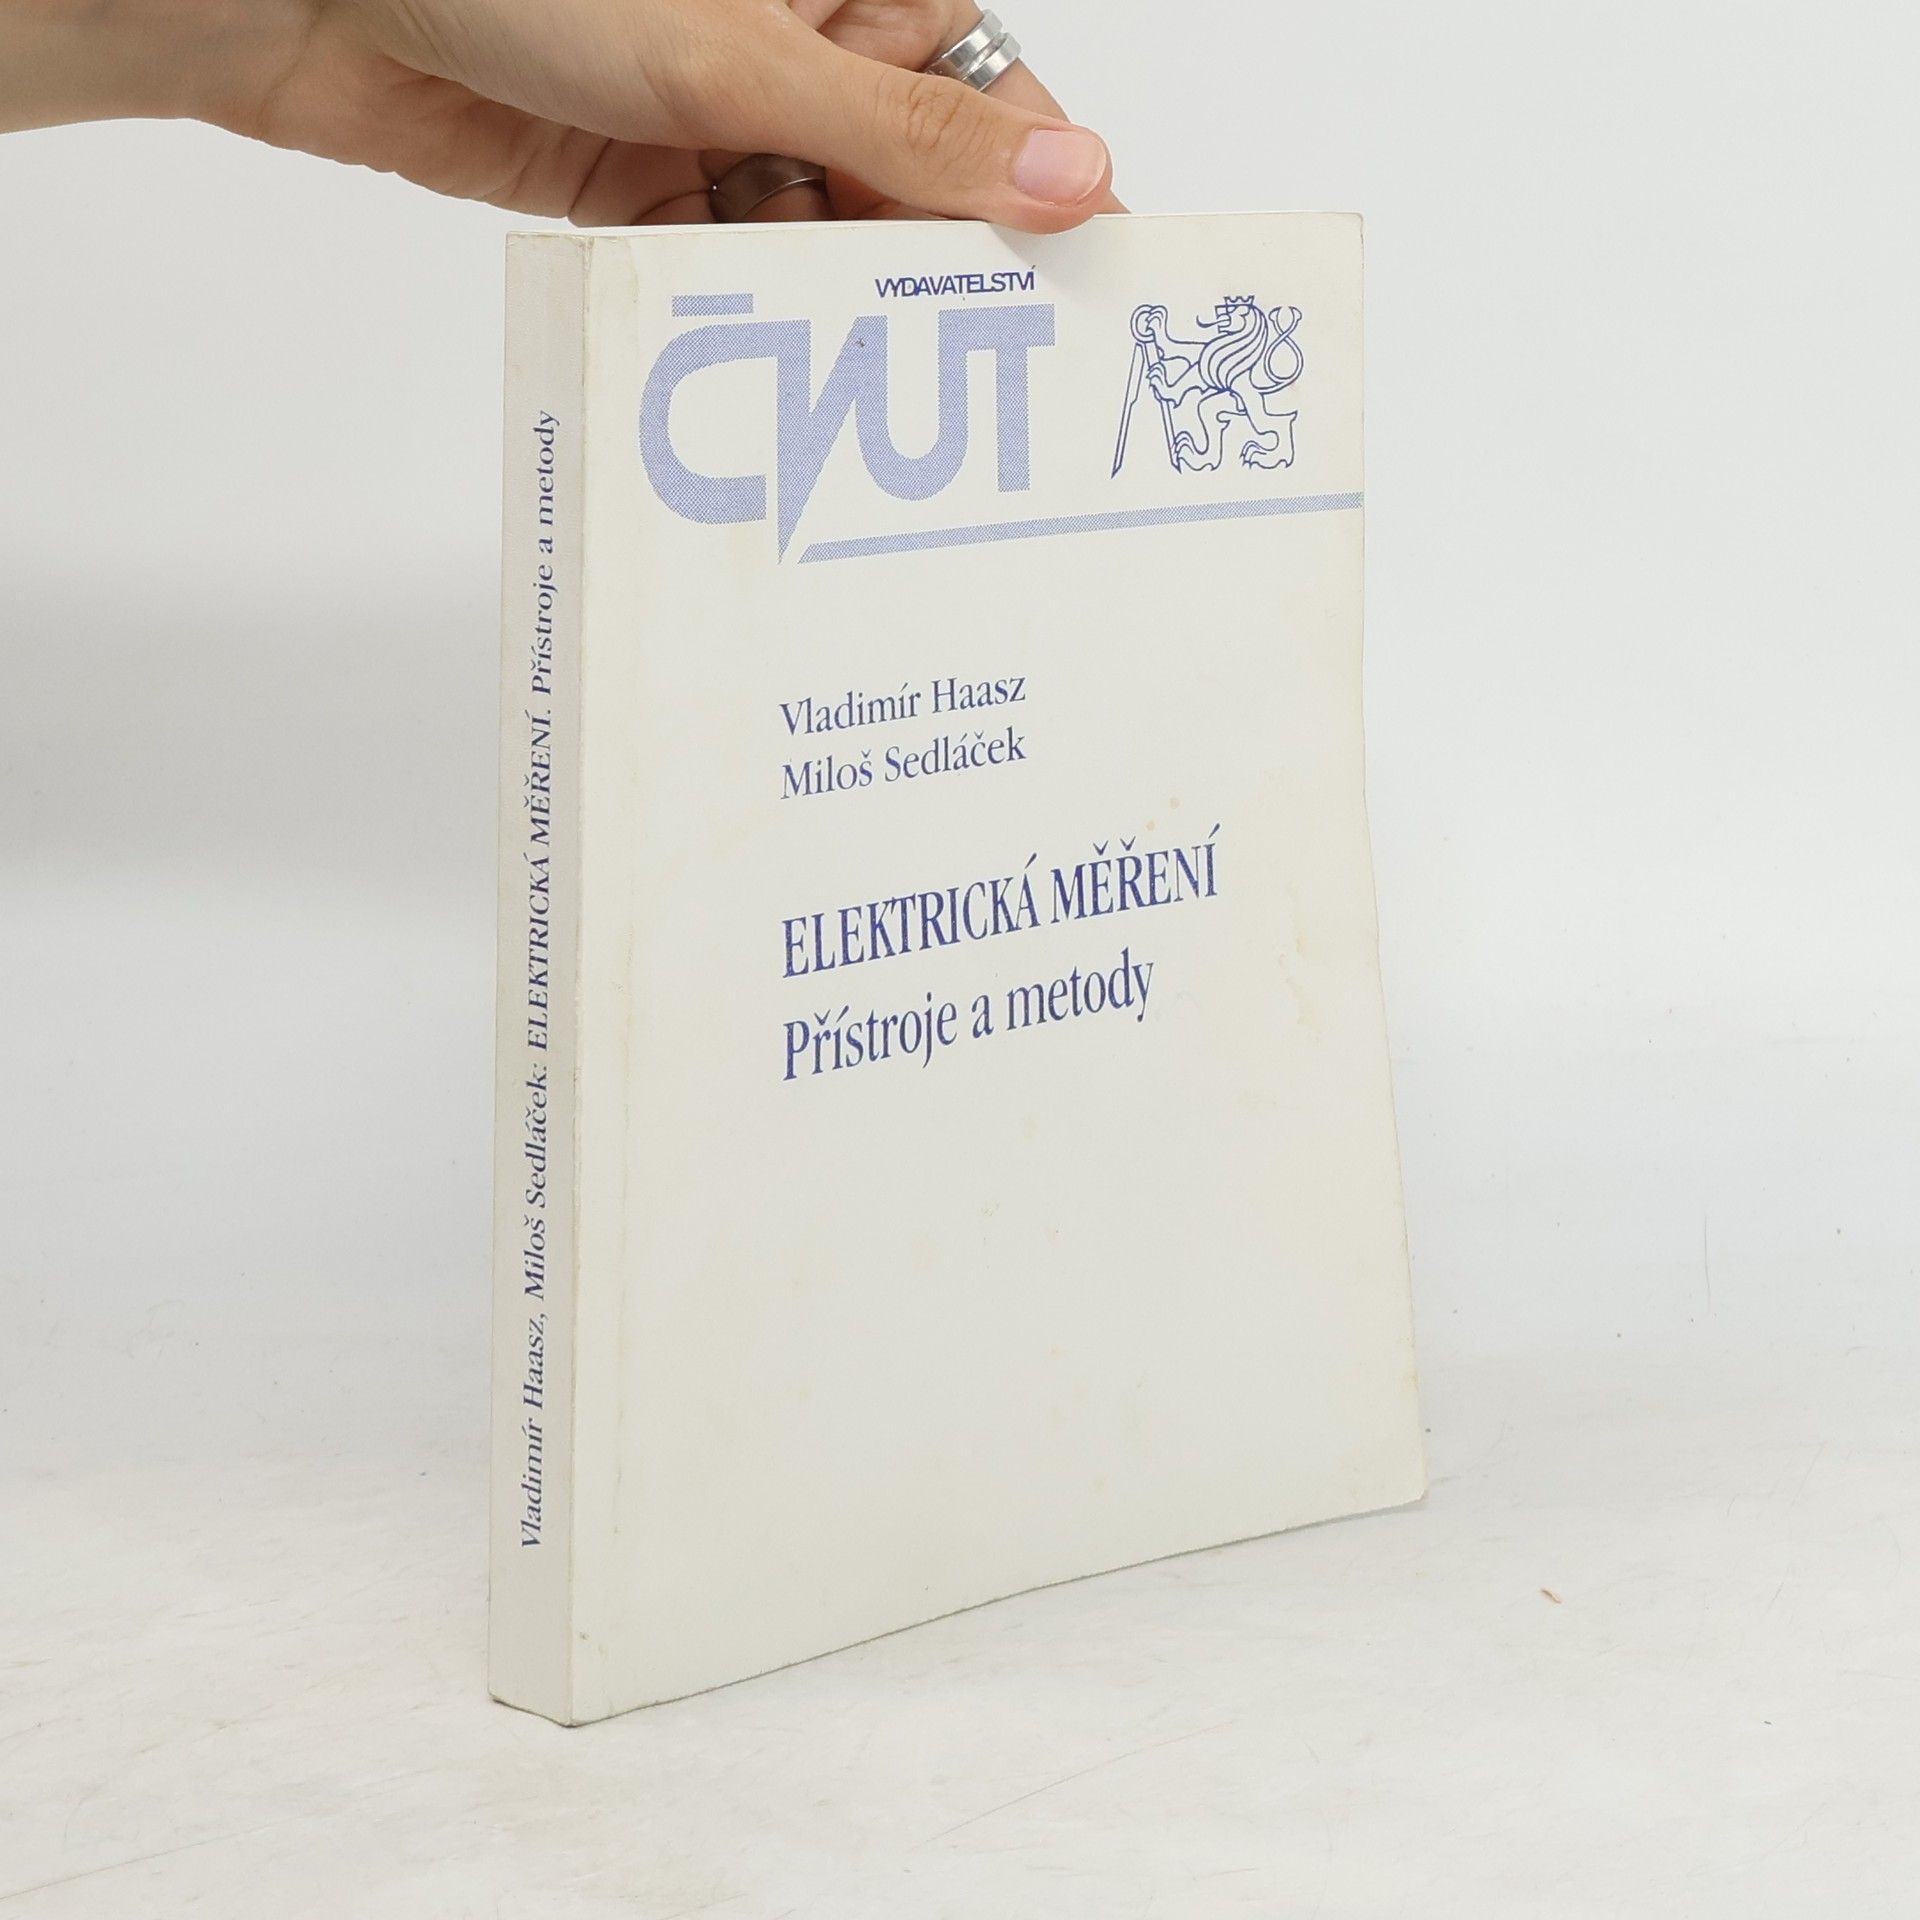 VYDAVATELSTVÍ
ČVUT
Vladimír Haasz
Miloš Sedláček
ELEKTRICKÁ MĚŘENÍ
Přístroje a metody
Vladimír Haasz, Miloš Sedláček: ELEKTRICKÁ MĚŘENÍ. Přístroje a metody